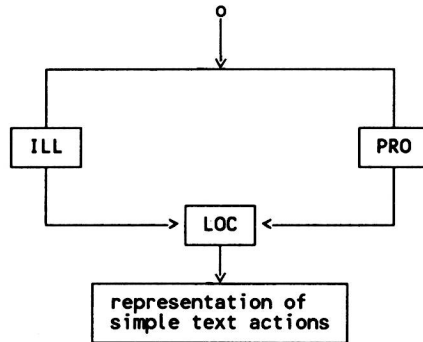 ILL
PRO
LOC
representation of
simple text actions